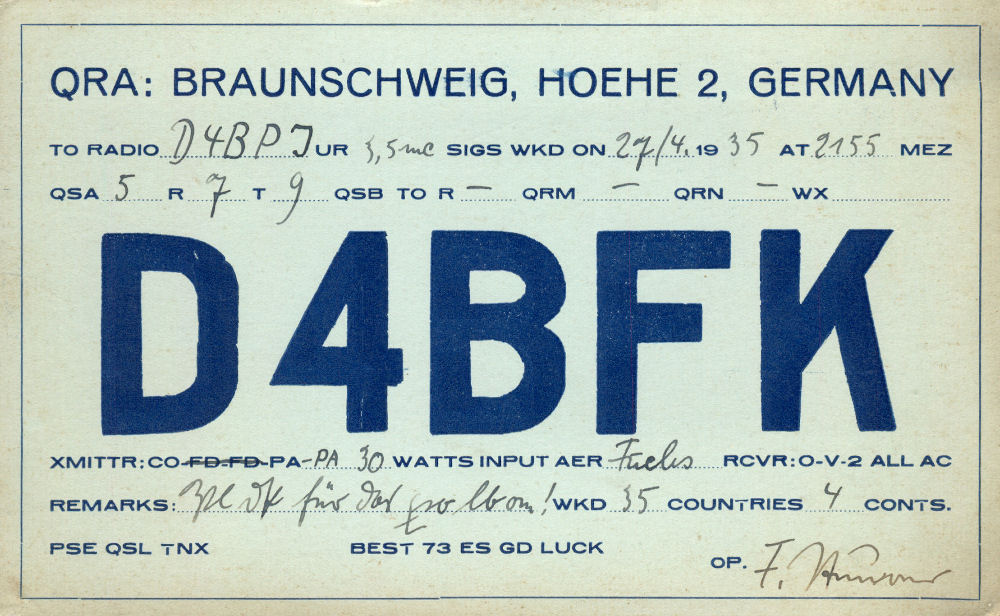 QRA: BRAUNSCHWEIG, HOEHE 2, GERMANY
TO RADIO D4BPJ UR 3,5 mc SIGS WKD ON 27/4. 1935 AT 2155 MEZ
QSA 5 R 7 T 9 QSB TO R — QRM — QRN — WX
D4BFK
XMITTR: CO-FD-FD-PA-PA 30 WATTS INPUT AER Fuchs RCVR: O-V-2 ALL AC
REMARKS: für das WKD 35 COUNTRIES 4 CONTS.
PSE QSL TNX BEST 73 ES GD LUCK
OP. F.